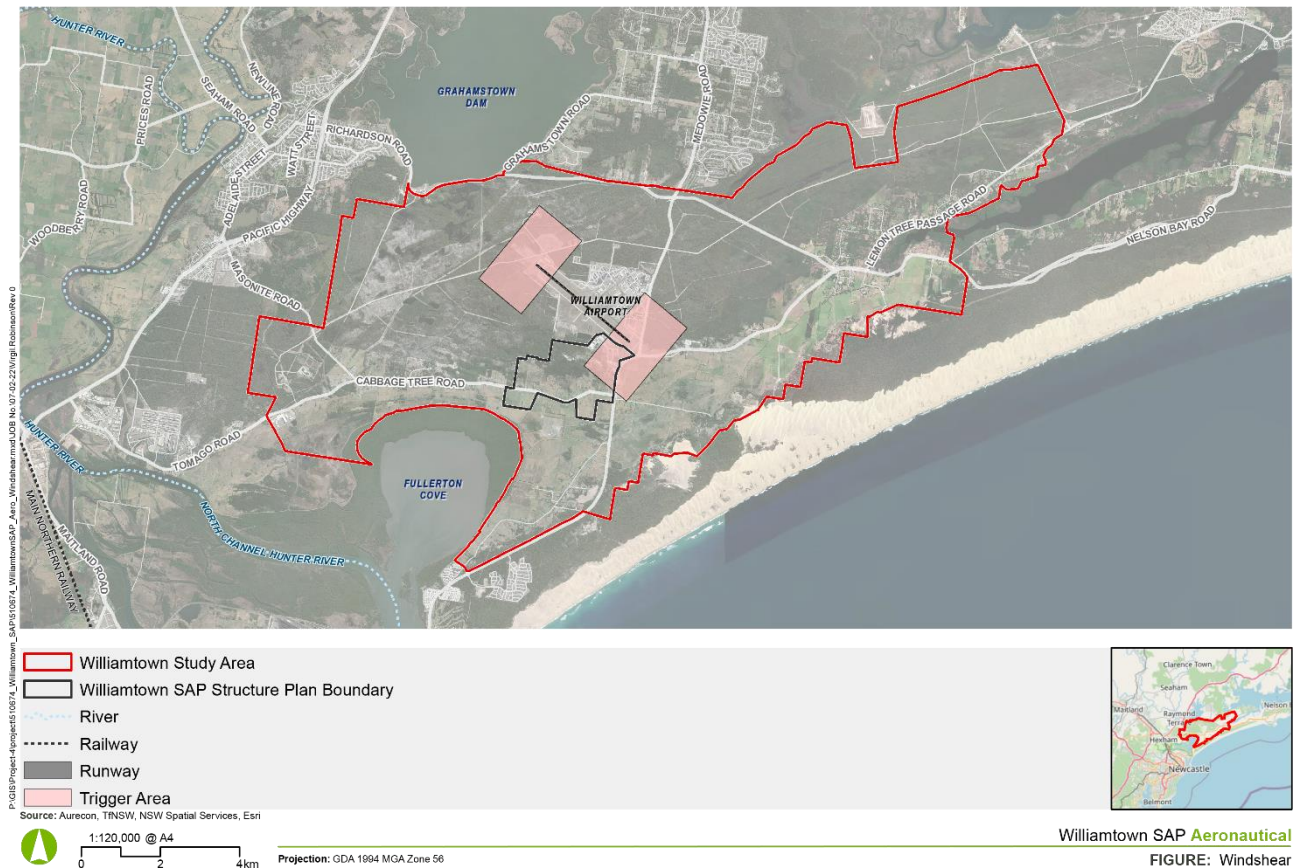 HUNTER RIVER
PRICES ROAD
SEAHAM ROAD
NEWLINE
ROAD
GRAHAMSTOWN
DAM
MEDOWIE ROAD
GRAHAMSTOWN ROAD
RICHARDSON ROAD
WATT STREET
ADELAIDE STREET
PACIFIC HIGHWAY
WOODBERRY ROAD
MASONITE ROAD
LEMON TREE PASSAGE ROAD
NELSON BAY ROAD
WILLIAMTOWN
AIRPORT
CABBAGE TREE ROAD
TOMAGO ROAD
HUNTER RIVER
FULLERTON
COVE
NORTH CHANNEL HUNTER RIVER
MAITLAND ROAD
MAIN NORTHERN RAILWAY
Williamtown Study Area
Williamtown SAP Structure Plan Boundary
River
Railway
Runway
Trigger Area
Source: Aurecon, TfNSW, NSW Spatial Services, Esri
1:120,000 @ A4
0 2 4km
Projection: GDA 1994 MGA Zone 56
Clarence Town
Seaham
Maitland
Raymond
Terra
Nelson
Hexham
Newcastle
Belmont
Williamtown SAP Aeronautical
FIGURE: Windshear